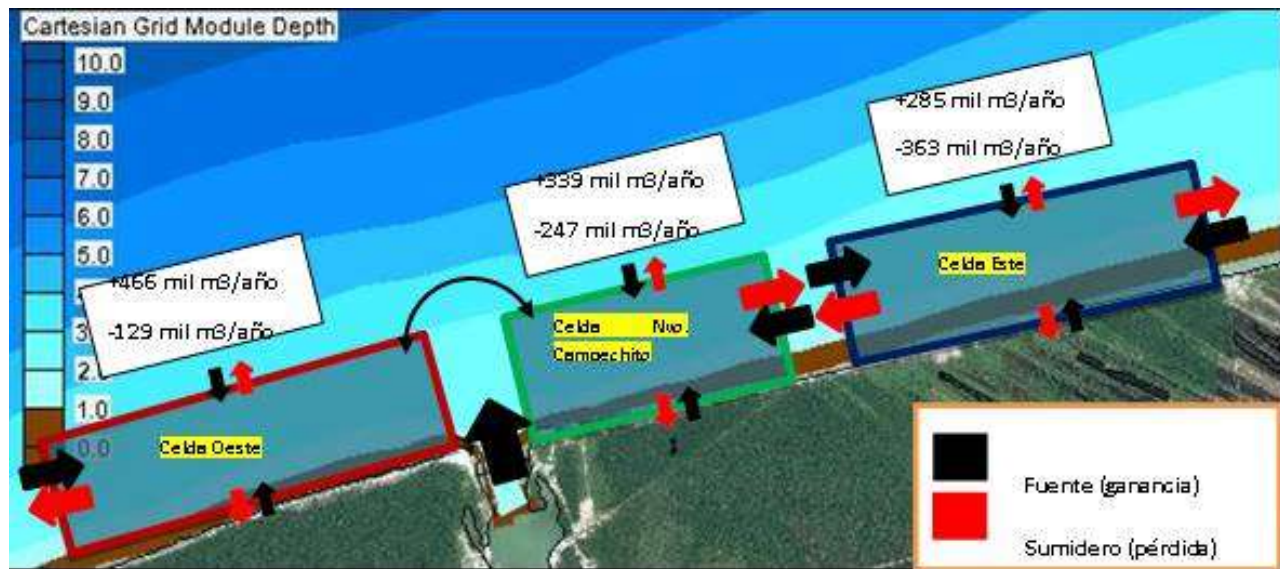 Cartesian Grid Module Depth
10.0
9.0
8.0
7.0
6.0
5.0
3
2.0
1.0
0.0
+466 mil m3/año
-129 mil m3/año
+339 mil m3/año
-247 mil m3/año
+285 mil m3/año
-363 mil m3/año
Celda Oeste
Celda Nvo.
Campechito
Celda Este
Fuente (ganancia)
Sumidero (pérdida)